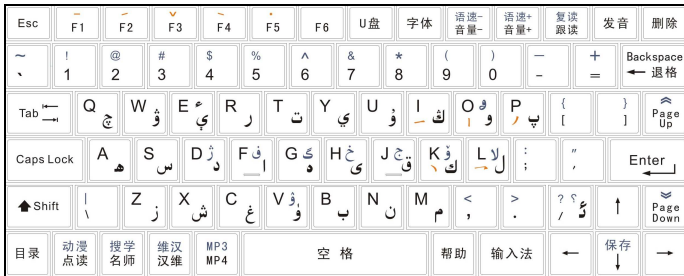 Esc F1 F2 F3 F4 F5 F6 U盘 字体 语速- 音量- 语速+ 音量+ 复读 跟读 发音 删除
~ 、 ! 1 @ 2 # 3 $ 4 % 5 ^ 6 & 7 * 8 ( 9 ) 0 — - + = Backspace 退格
Tab Q چ W ۋ E ء ې R ر T ت Y ي U ۇ I ڭ O ۋ و P پ { [ } ] Page Up
Caps Lock A ھ S س D ژ د F ف ا G گ ە H خ ى J ج ق K ۆ ك L لا ل : ; " ' Enter
Shift | \ Z ز X ش C غ V ۈ ۋ B ب N ن M م < , > . ? ؟ / ئ ↑ Page Down
目录 动漫 点读 搜学 名师 维汉 汉维 MP3 MP4 空格 帮助 输入法 ← 保存 ↓ →